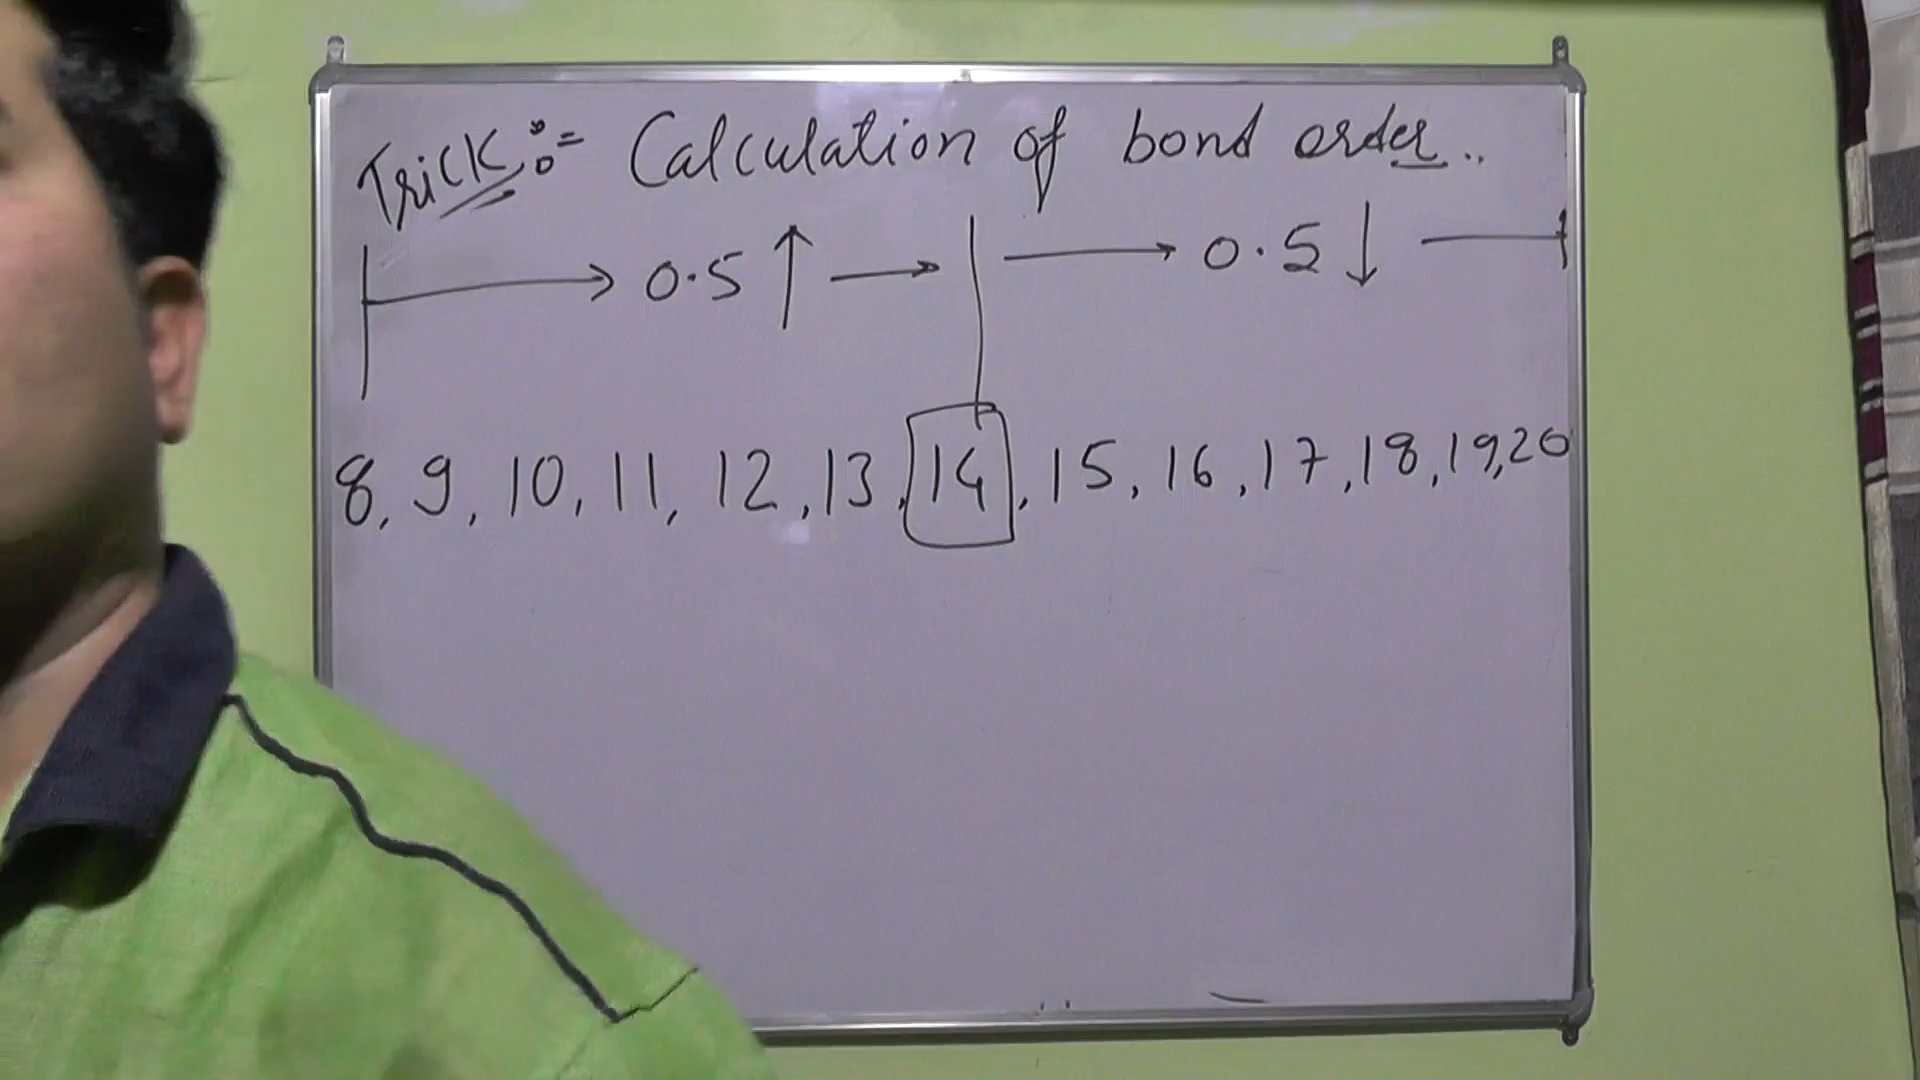 Trick:= Calculation of bond order..
→ 0.5 ↑ → | → 0.5 ↓
8, 9, 10, 11, 12, 13, 14, 15, 16, 17, 18, 19, 20